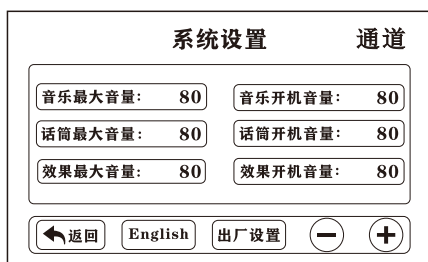 系统设置 通道
音乐最大音量: 80 音乐开机音量: 80
话筒最大音量: 80 话筒开机音量: 80
效果最大音量: 80 效果开机音量: 80
返回 English 出厂设置 − +